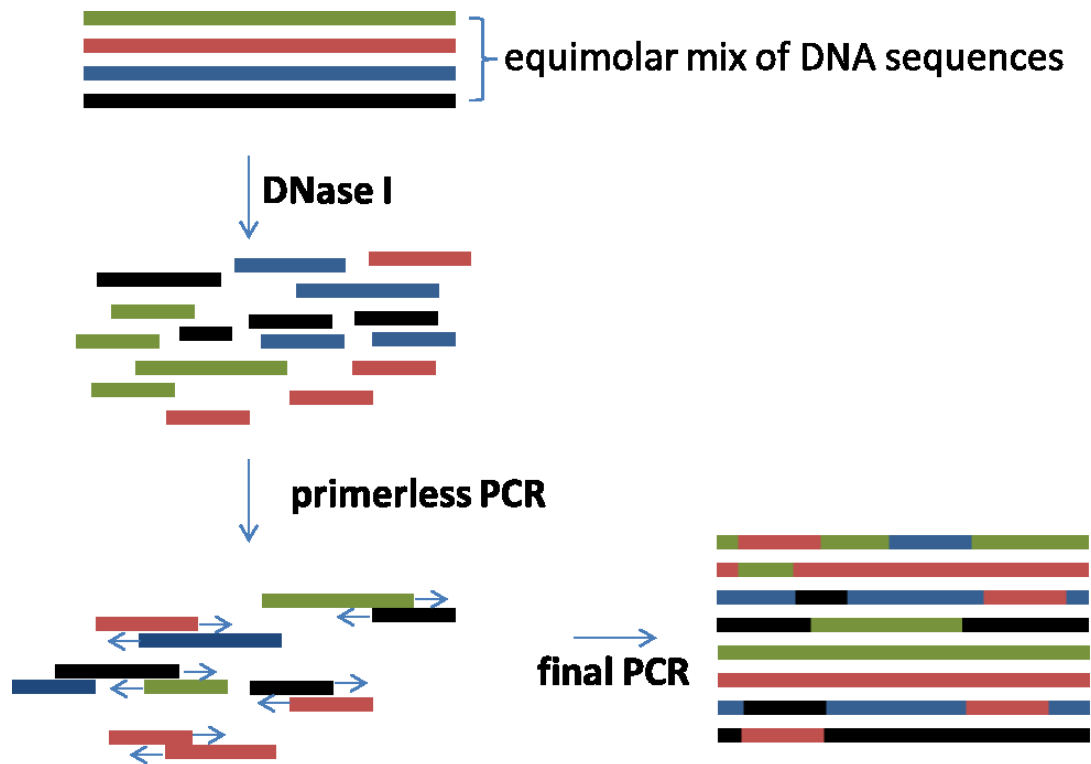 equimolar mix of DNA sequences
DNase I
primerless PCR
final PCR